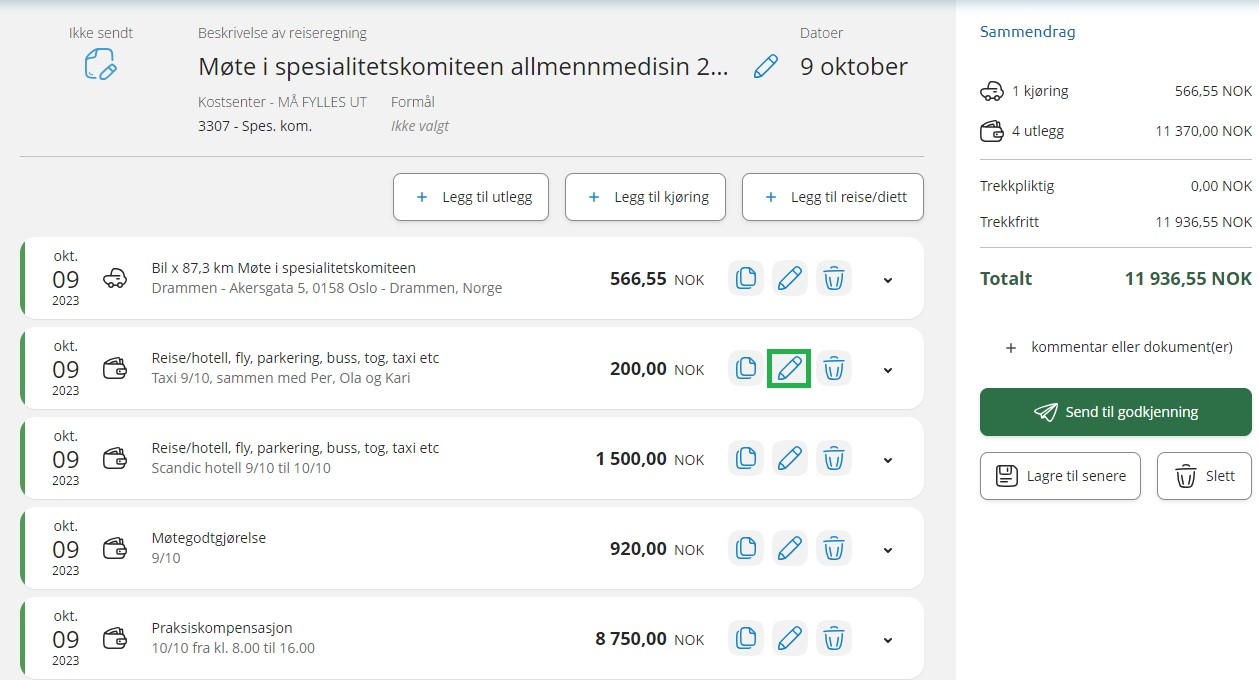 Ikke sendt
Beskrivelse av reiseregning
Datoer
Møte i spesialitetskomiteen allmennmedisin 2...
9 oktober
Kostsenter - MÅ FYLLES UT
Formål
3307 - Spes. kom.
Ikke valgt
+ Legg til utlegg
+ Legg til kjøring
+ Legg til reise/diett
okt.
09
2023
Bil x 87,3 km Møte i spesialitetskomiteen
Drammen - Akersgata 5, 0158 Oslo - Drammen, Norge
566,55 NOK
okt.
09
2023
Reise/hotell, fly, parkering, buss, tog, taxi etc
Taxi 9/10, sammen med Per, Ola og Kari
200,00 NOK
okt.
09
2023
Reise/hotell, fly, parkering, buss, tog, taxi etc
Scandic hotell 9/10 til 10/10
1 500,00 NOK
okt.
09
2023
Møtegodtgjørelse
9/10
920,00 NOK
okt.
09
2023
Praksiskompensasjon
10/10 fra kl. 8.00 til 16.00
8 750,00 NOK
Sammendrag
1 kjøring 566,55 NOK
4 utlegg 11 370,00 NOK
Trekkpliktig 0,00 NOK
Trekkfritt 11 936,55 NOK
Totalt 11 936,55 NOK
+ kommentar eller dokument(er)
Send til godkjenning
Lagre til senere
Slett